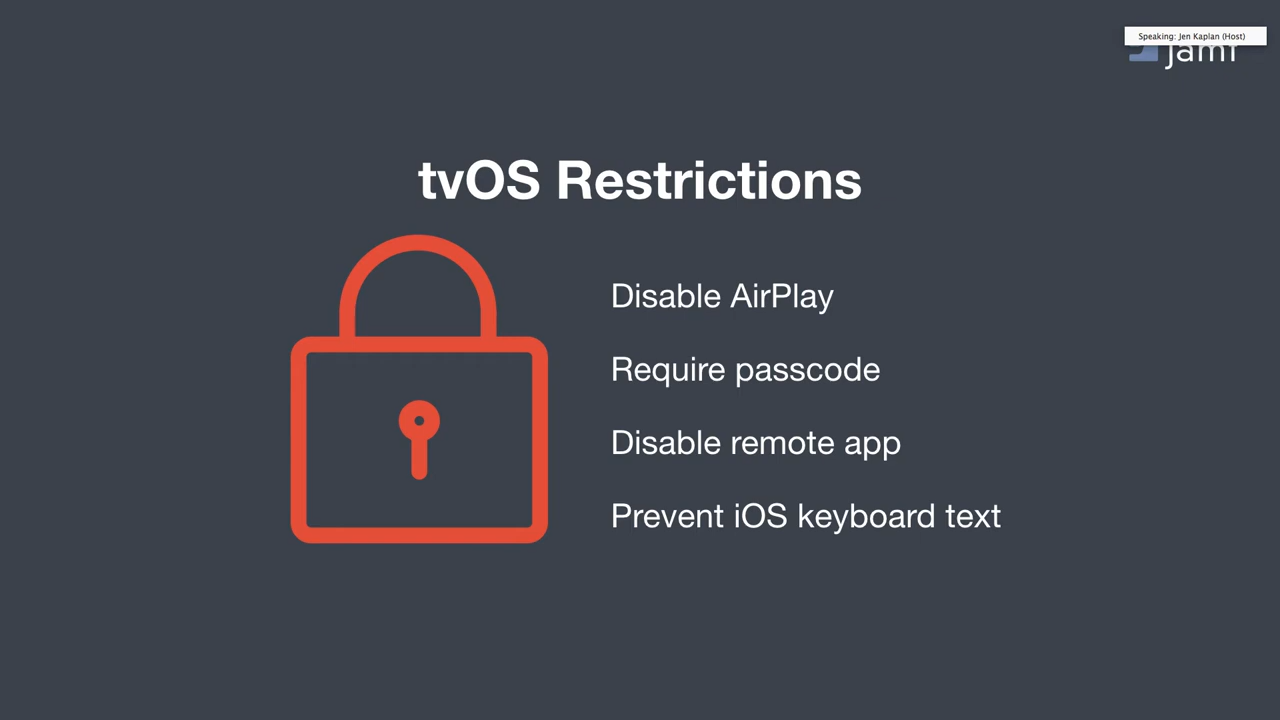 Speaking: Jen Kaplan (Host)
jamf
tvOS Restrictions
Disable AirPlay
Require passcode
Disable remote app
Prevent iOS keyboard text